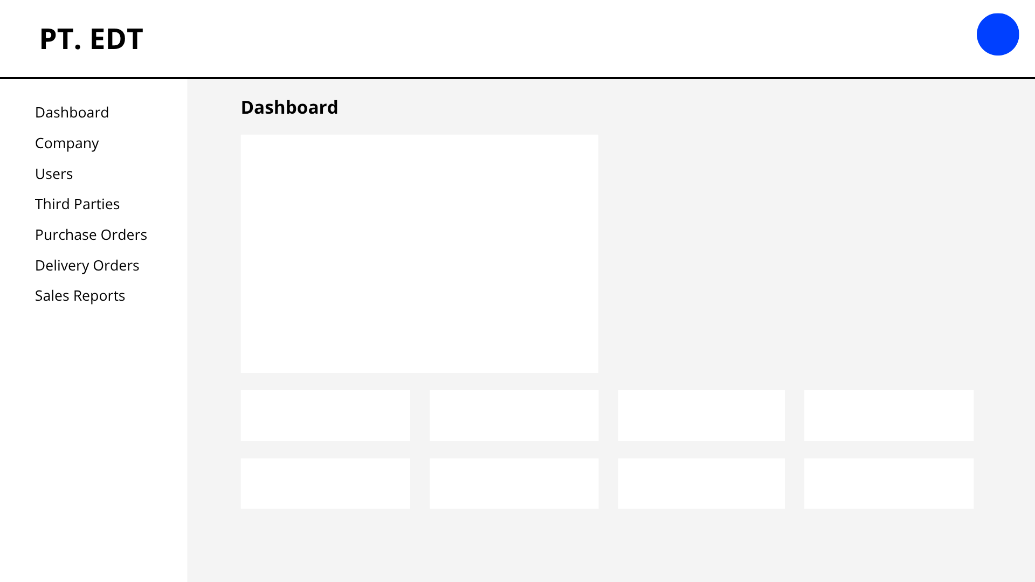 PT. EDT
Dashboard
Company
Users
Third Parties
Purchase Orders
Delivery Orders
Sales Reports
Dashboard